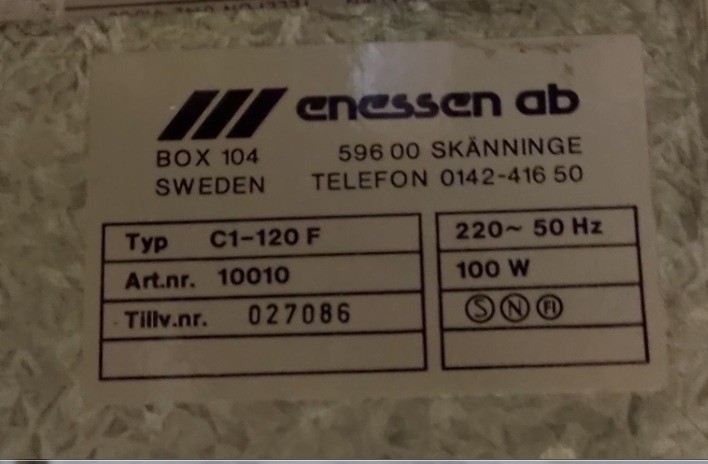 enessen ab
BOX 104 596 00 SKÄNNINGE
SWEDEN TELEFON 0142-416 50
Typ C1-120 F
Art.nr. 10010
Tillv.nr. 027086
220~ 50 Hz
100 W
S N FI